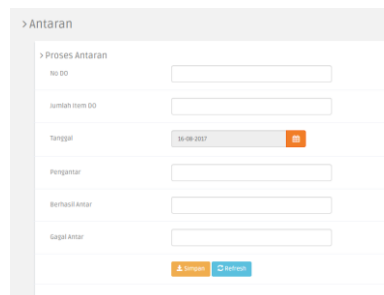 > Antaran
> Proses Antaran
No DO
Jumlah Item DO
Tanggal
16-08-2017
Pengantar
Berhasil Antar
Gagal Antar
Simpan Refresh